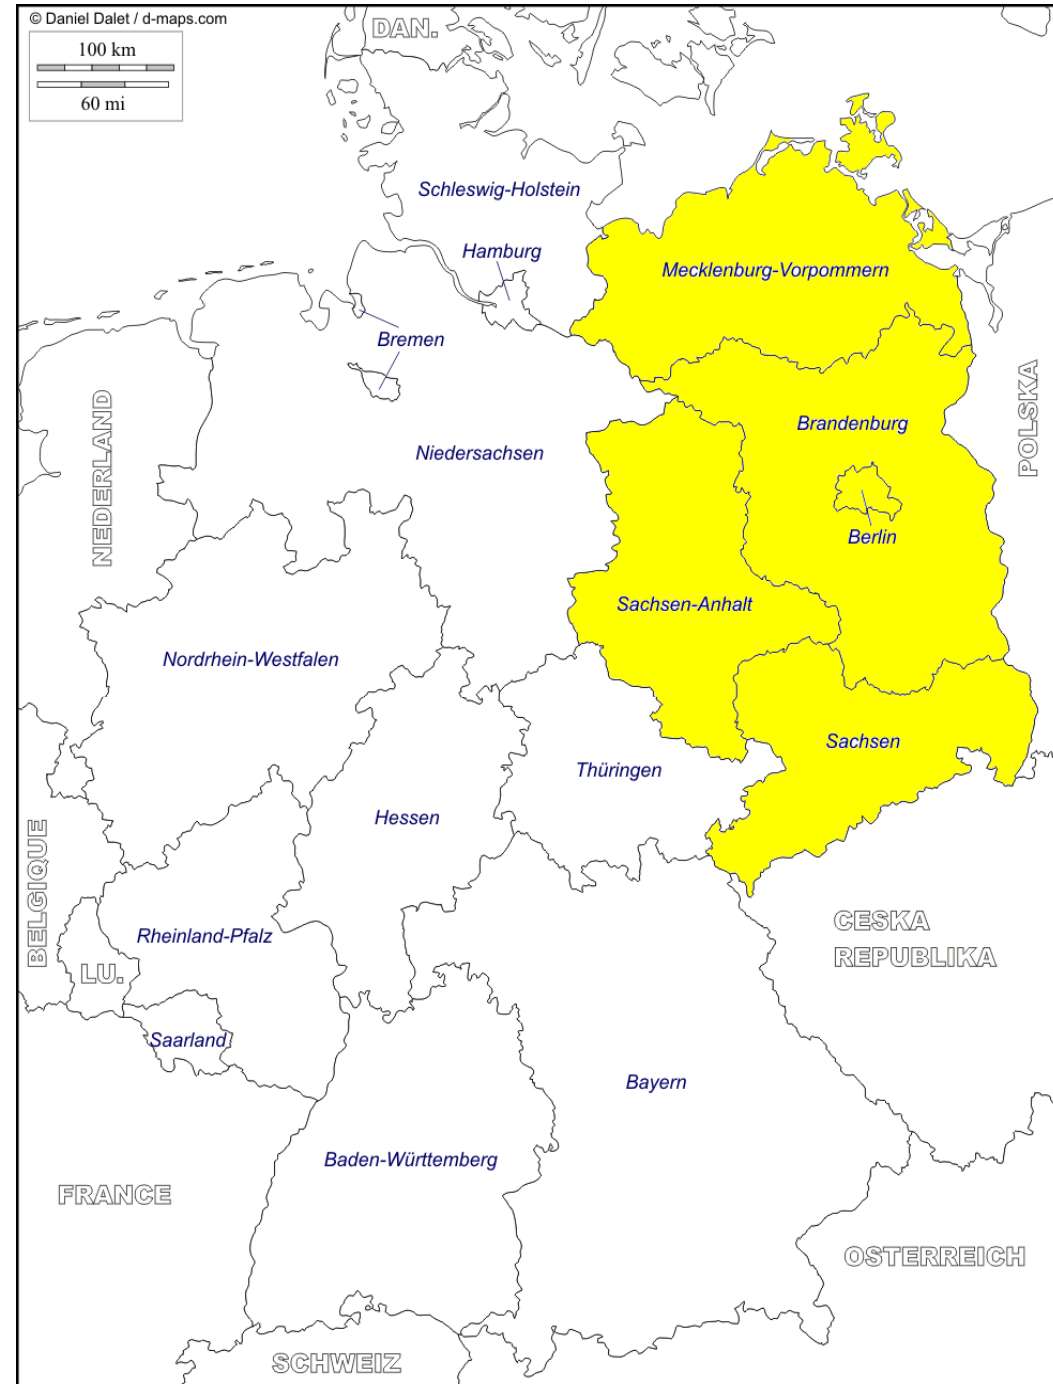 © Daniel Dalet / d-maps.com
100 km
60 mi
DAN.
Schleswig-Holstein
Hamburg
Mecklenburg-Vorpommern
Bremen
POLSKA
NEDERLAND
Brandenburg
Niedersachsen
Berlin
Sachsen-Anhalt
Nordrhein-Westfalen
Sachsen
Thüringen
Hessen
BELGIQUE
CESKA
REPUBLIKA
Rheinland-Pfalz
LU.
Saarland
Bayern
Baden-Württemberg
FRANCE
OSTERREICH
SCHWEIZ